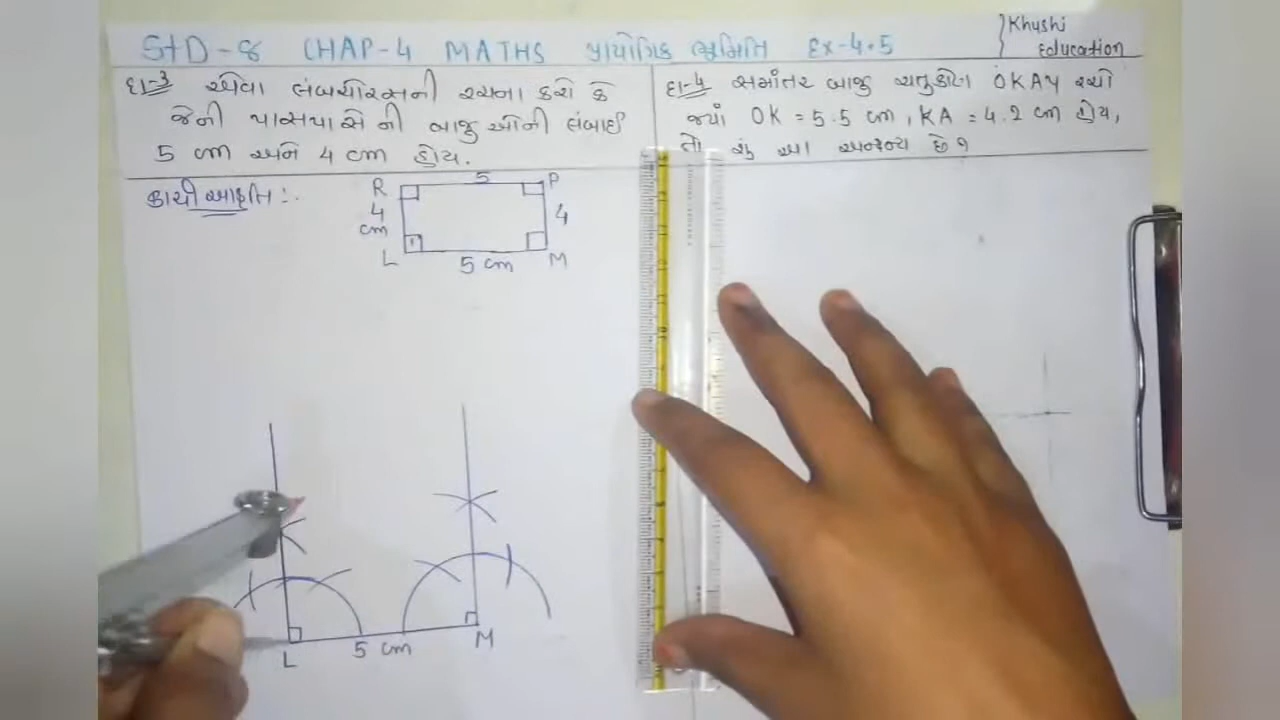 STD-૮ CHAP-4 MATHS પ્રાયોગિક ભૂમિતિ Ex-4.5
Khushi
Education
દા-3 એવા લંબચોરસની રચના કરો કે
જેની પાસપાસેની બાજુઓની લંબાઈ
5 cm અને 4 cm હોય.
દા-4 સમાંતર બાજુ ચતુષ્કોણ OKAY રચો
જ્યાં OK = 5.5 cm, KA = 4.2 cm હોય,
તો શું આ અનન્ય છે?
કાચી આકૃતિ :-
R 5 P
4 4
cm
L 5 cm M
L 5 cm M